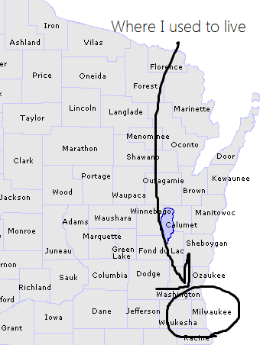 Where I used to live
Iron
Ashland Vilas
Florence
Price Oneida
Forest
Lincoln Langlade Marinette
Taylor
Menominee
Marathon Shawano Oconto
Clark Door
Outagamie Kewaunee
Portage Brown
Wood Waupaca
Jackson
Winnebago Manitowoc
Adams Waushara Calumet
Monroe Marquette
Green Sheboygan
Juneau Lake Fond du Lac
rnon
Sauk Columbia Dodge Ozaukee
Richland Washington
ford
Iowa Dane Jefferson Milwaukee
Grant Waukesha
Racine